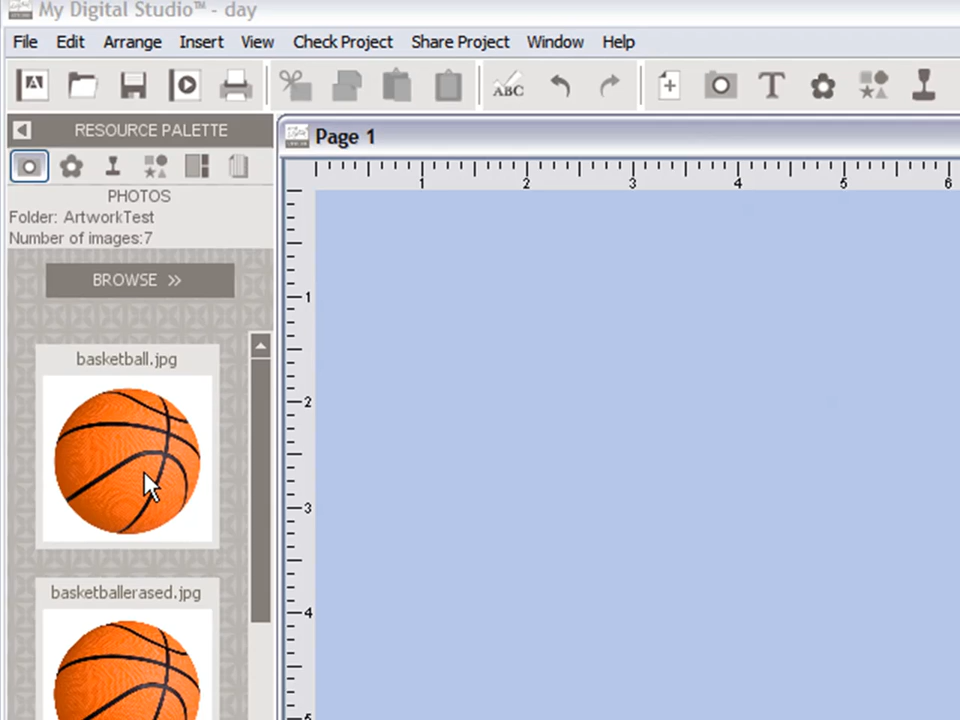 My Digital Studio™ - day
File Edit Arrange Insert View Check Project Share Project Window Help
ABC T
RESOURCE PALETTE
Page 1
PHOTOS
Folder: ArtworkTest
Number of images:7
BROWSE »
1 2 3 4 5 6
1
2
3
4
5
basketball.jpg
basketballerased.jpg